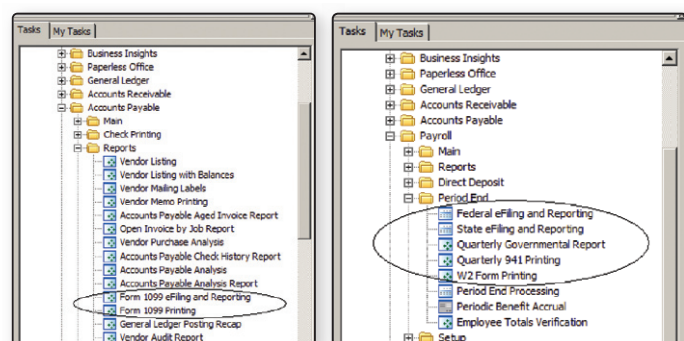 Tasks
My Tasks
Business Insights
Paperless Office
General Ledger
Accounts Receivable
Accounts Payable
Main
Check Printing
Reports
Vendor Listing
Vendor Listing with Balances
Vendor Mailing Labels
Vendor Memo Printing
Accounts Payable Aged Invoice Report
Open Invoice by Job Report
Vendor Purchase Analysis
Accounts Payable Check History Report
Accounts Payable Analysis
Accounts Payable Analysis Report
Form 1099 eFiling and Reporting
Form 1099 Printing
General Ledger Posting Recap
Vendor Audit Report
Tasks
My Tasks
Business Insights
Paperless Office
General Ledger
Accounts Receivable
Accounts Payable
Payroll
Main
Reports
Direct Deposit
Period End
Federal eFiling and Reporting
State eFiling and Reporting
Quarterly Governmental Report
Quarterly 941 Printing
W2 Form Printing
Period End Processing
Periodic Benefit Accrual
Employee Totals Verification
Setup